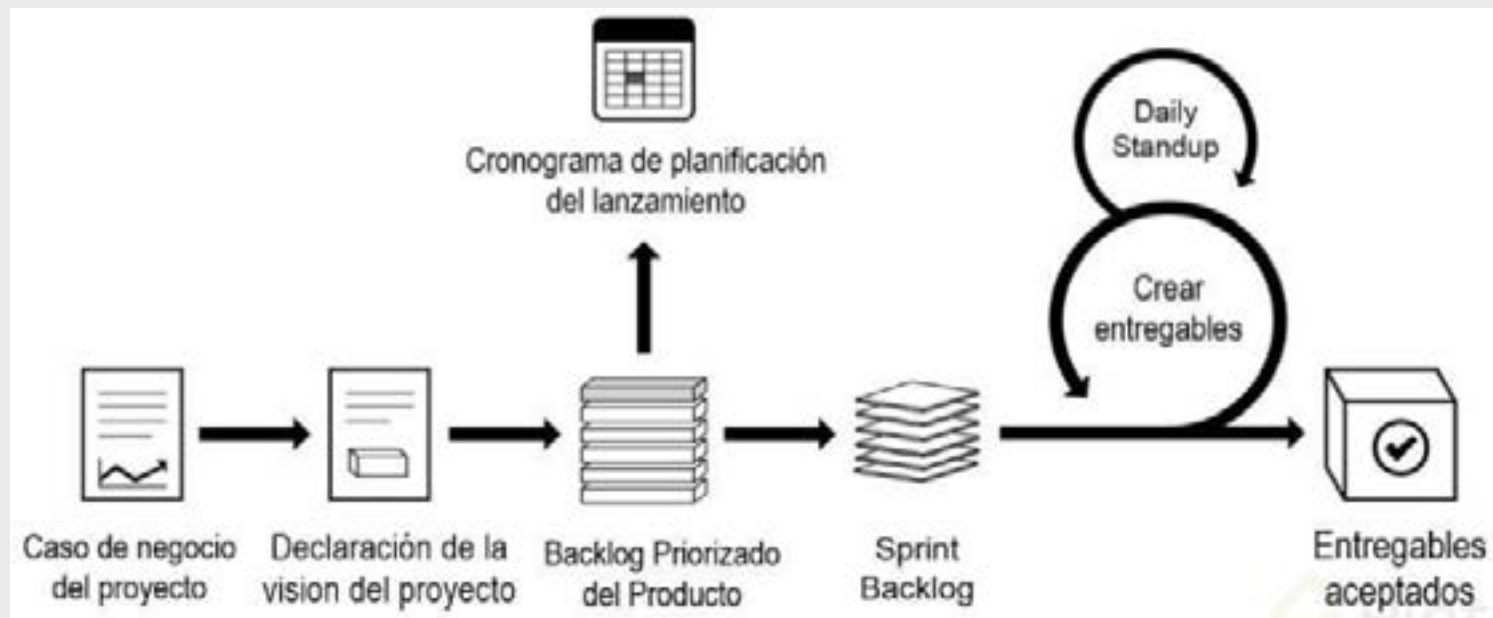 Cronograma de planificación
del lanzamiento
Daily
Standup
Crear
entregables
Caso de negocio
del proyecto
Declaración de la
vision del proyecto
Backlog Priorizado
del Producto
Sprint
Backlog
Entregables
aceptados